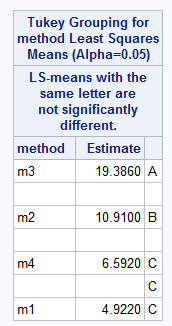 Tukey Grouping for
method Least Squares
Means (Alpha=0.05)
LS-means with the
same letter are
not significantly
different.
method Estimate
m3 19.3860 A
m2 10.9100 B
m4 6.5920 C
C
m1 4.9220 C